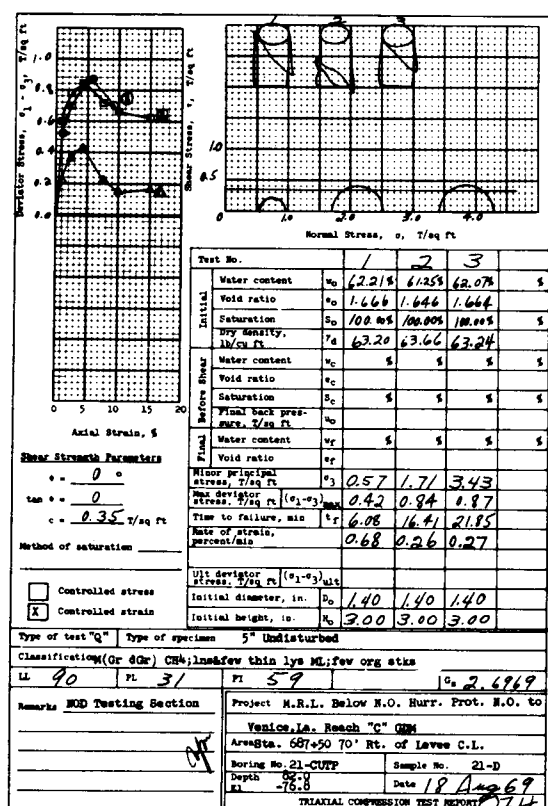 1 2 3
Deviator Stress, σ1 - σ3, T/sq ft
1.0
0.8
0.6
0.4
0.2
0.0
0 5 10 15 20
Axial Strain, %
Shear Stress, τ, T/sq ft
1.0
0.5
0 1.0 2.0 3.0 4.0
Normal Stress, σ, T/sq ft
Test No. 1 2 3
Initial
Water content w₀ 62.21% 61.25% 62.07% %
Void ratio e₀ 1.666 1.646 1.664
Saturation S₀ 100.00% 100.00% 100.00% %
Dry density, lb/cu ft γd 63.20 63.66 63.24
Before Shear
Water content wc % % % %
Void ratio ec
Saturation Sc % % % %
Final back pressure, T/sq ft u₀
Final
Water content wf % % % %
Void ratio ef
Minor principal stress, T/sq ft σ3 0.57 1.71 3.43
Max deviator stress, T/sq ft (σ1-σ3)max 0.42 0.84 0.87
Time to failure, min tf 6.08 16.41 21.85
Rate of strain, percent/min 0.68 0.26 0.27
Ult deviator stress, T/sq ft (σ1-σ3)ult
Initial diameter, in. D₀ 1.40 1.40 1.40
Initial height, in. H₀ 3.00 3.00 3.00
Shear Strength Parameters
φ = 0 °
tan φ = 0
c = 0.35 T/sq ft
Method of saturation
Controlled stress
X Controlled strain
Type of test "Q" Type of specimen 5" Undisturbed
Classification M(Gr dGr) CH4;lns&few thin lys ML;few org stks
LL 90 PL 31 PI 59 Gs 2.6969
Remarks NOD Testing Section
Project M.R.L. Below N.O. Hurr. Prot. N.O. to
Venice,La. Reach "C" GDM
Area Sta. 687+50 70' Rt. of Levee C.L.
Boring No. 21-CUTP Sample No. 21-D
Depth 82.0
El -76.8
Date 18 Aug 69
TRIAXIAL COMPRESSION TEST REPORT